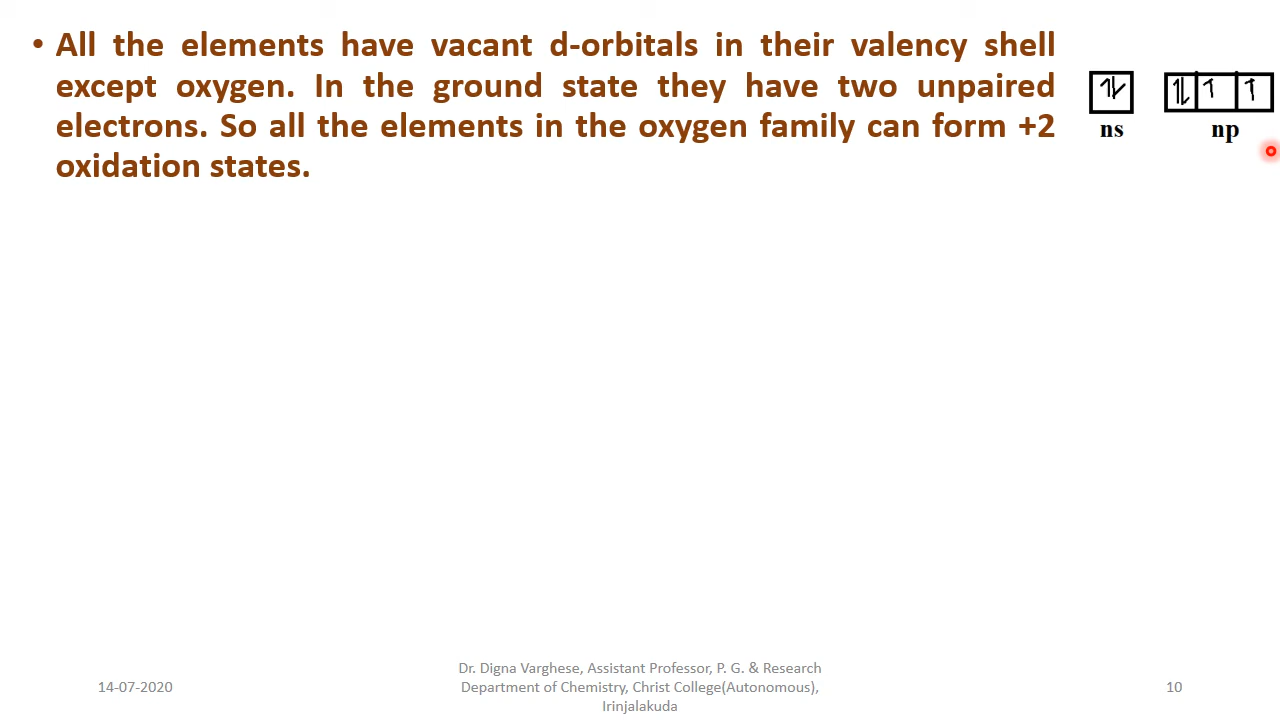 • All the elements have vacant d-orbitals in their valency shell
except oxygen. In the ground state they have two unpaired
electrons. So all the elements in the oxygen family can form +2
oxidation states.
ns np
14-07-2020
Dr. Digna Varghese, Assistant Professor, P. G. & Research
Department of Chemistry, Christ College(Autonomous),
Irinjalakuda
10